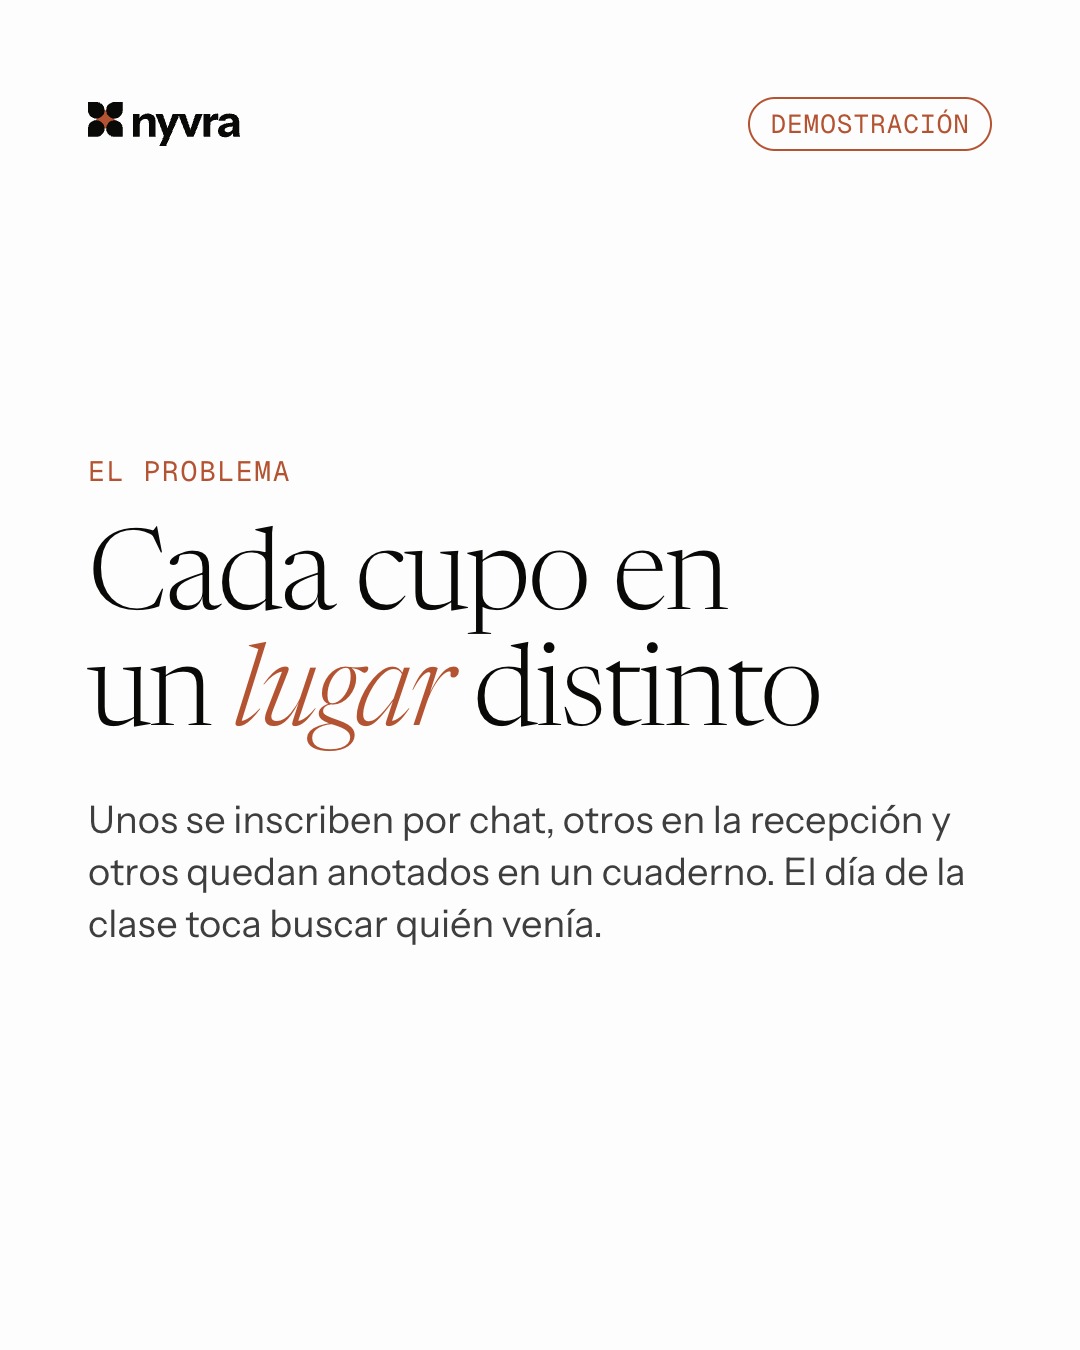 nyvra
DEMOSTRACIÓN
EL PROBLEMA
Cada cupo en
un lugar distinto
Unos se inscriben por chat, otros en la recepción y
otros quedan anotados en un cuaderno. El día de la
clase toca buscar quién venía.